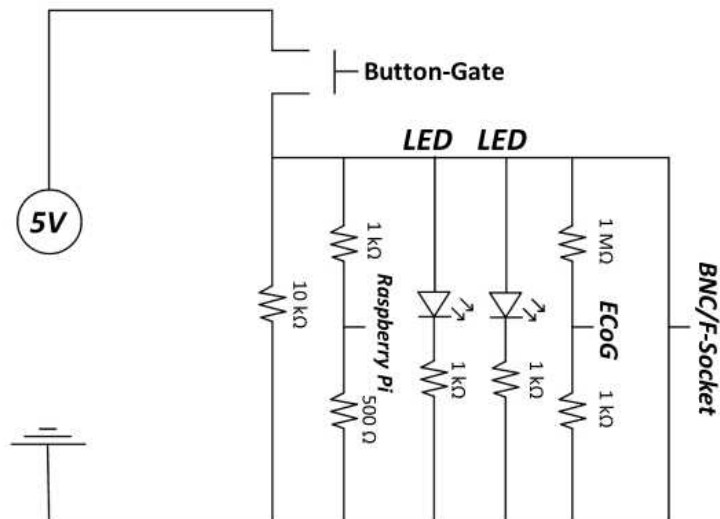 Button-Gate
LED LED
5V
10 kΩ
1 kΩ
Raspberry Pi
500 Ω
1 kΩ
1 kΩ
1 MΩ
ECoG
1 kΩ
BNC/F-Socket